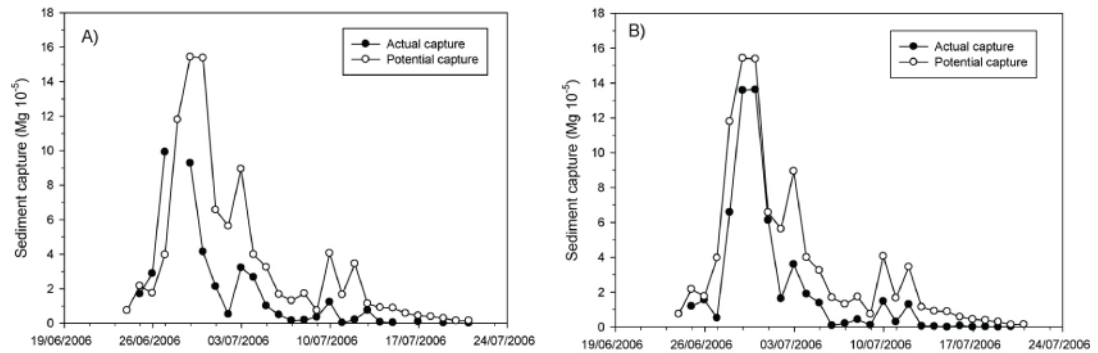 A)
Actual capture
Potential capture
Sediment capture (Mg 10-5)
18
16
14
12
10
8
6
4
2
0
19/06/2006 26/06/2006 03/07/2006 10/07/2006 17/07/2006 24/07/2006
B)
Actual capture
Potential capture
Sediment capture (Mg 10-5)
18
16
14
12
10
8
6
4
2
0
19/06/2006 26/06/2006 03/07/2006 10/07/2006 17/07/2006 24/07/2006